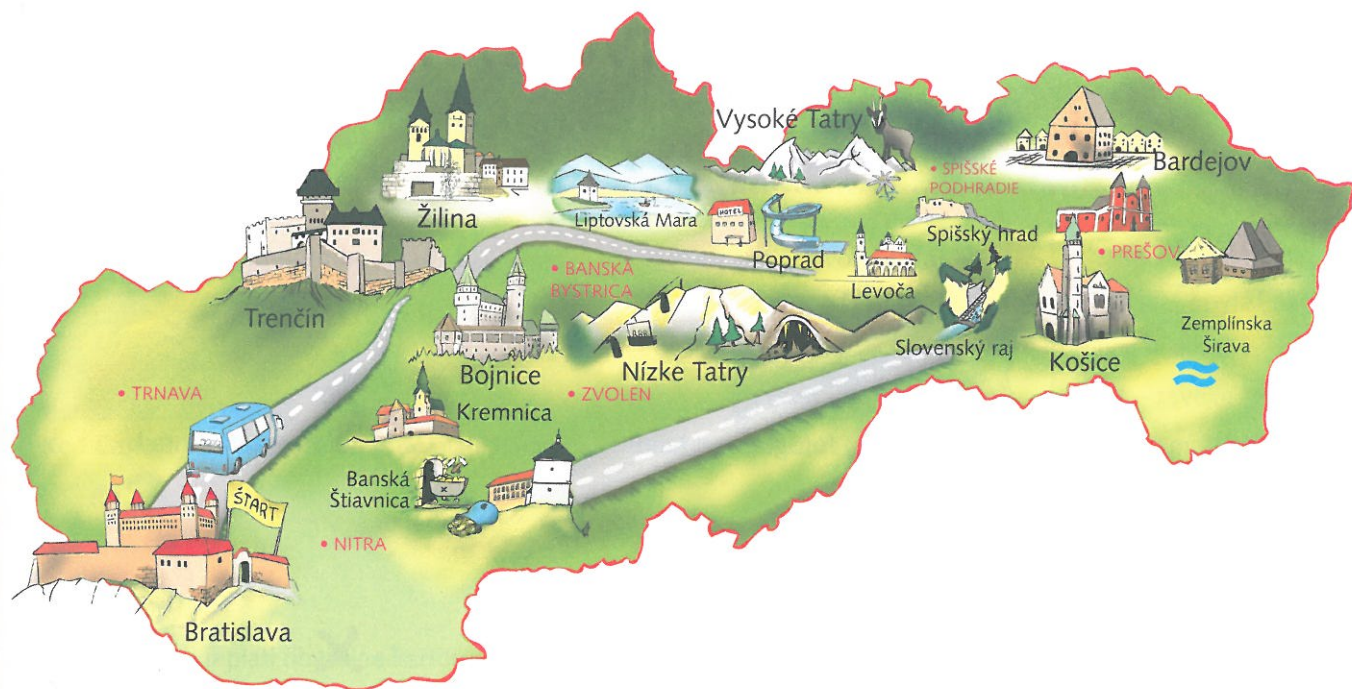 Vysoké Tatry
Bardejov
• SPIŠSKÉ
PODHRADIE
Žilina
Liptovská Mara
HOTEL
Poprad
Spišský hrad
• PREŠOV
• BANSKÁ
BYSTRICA
Levoča
Trenčín
Zemplínska
Šírava
Slovenský raj
Košice
Bojnice
Nízke Tatry
• TRNAVA
• ZVOLEN
Kremnica
Banská
Štiavnica
ŠTART
• NITRA
Bratislava